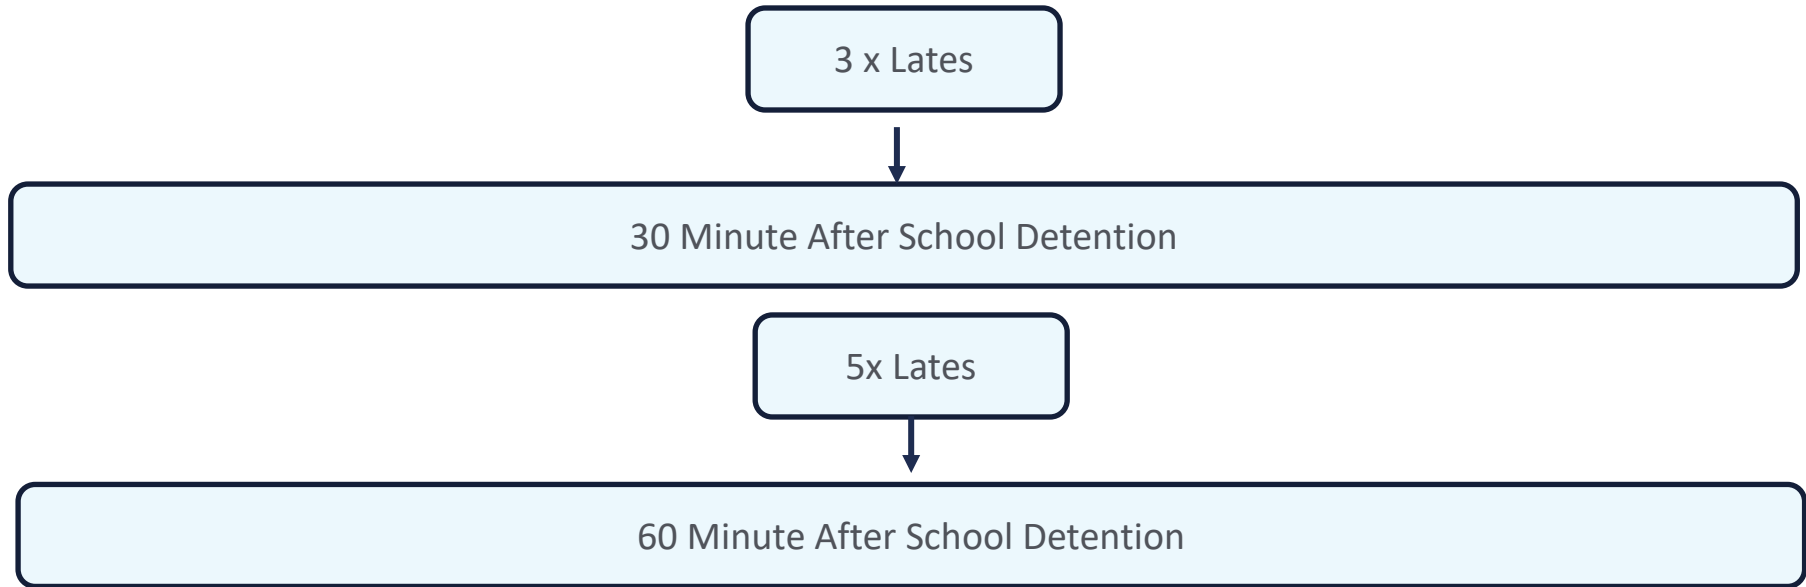 3 x Lates
30 Minute After School Detention
5x Lates
60 Minute After School Detention